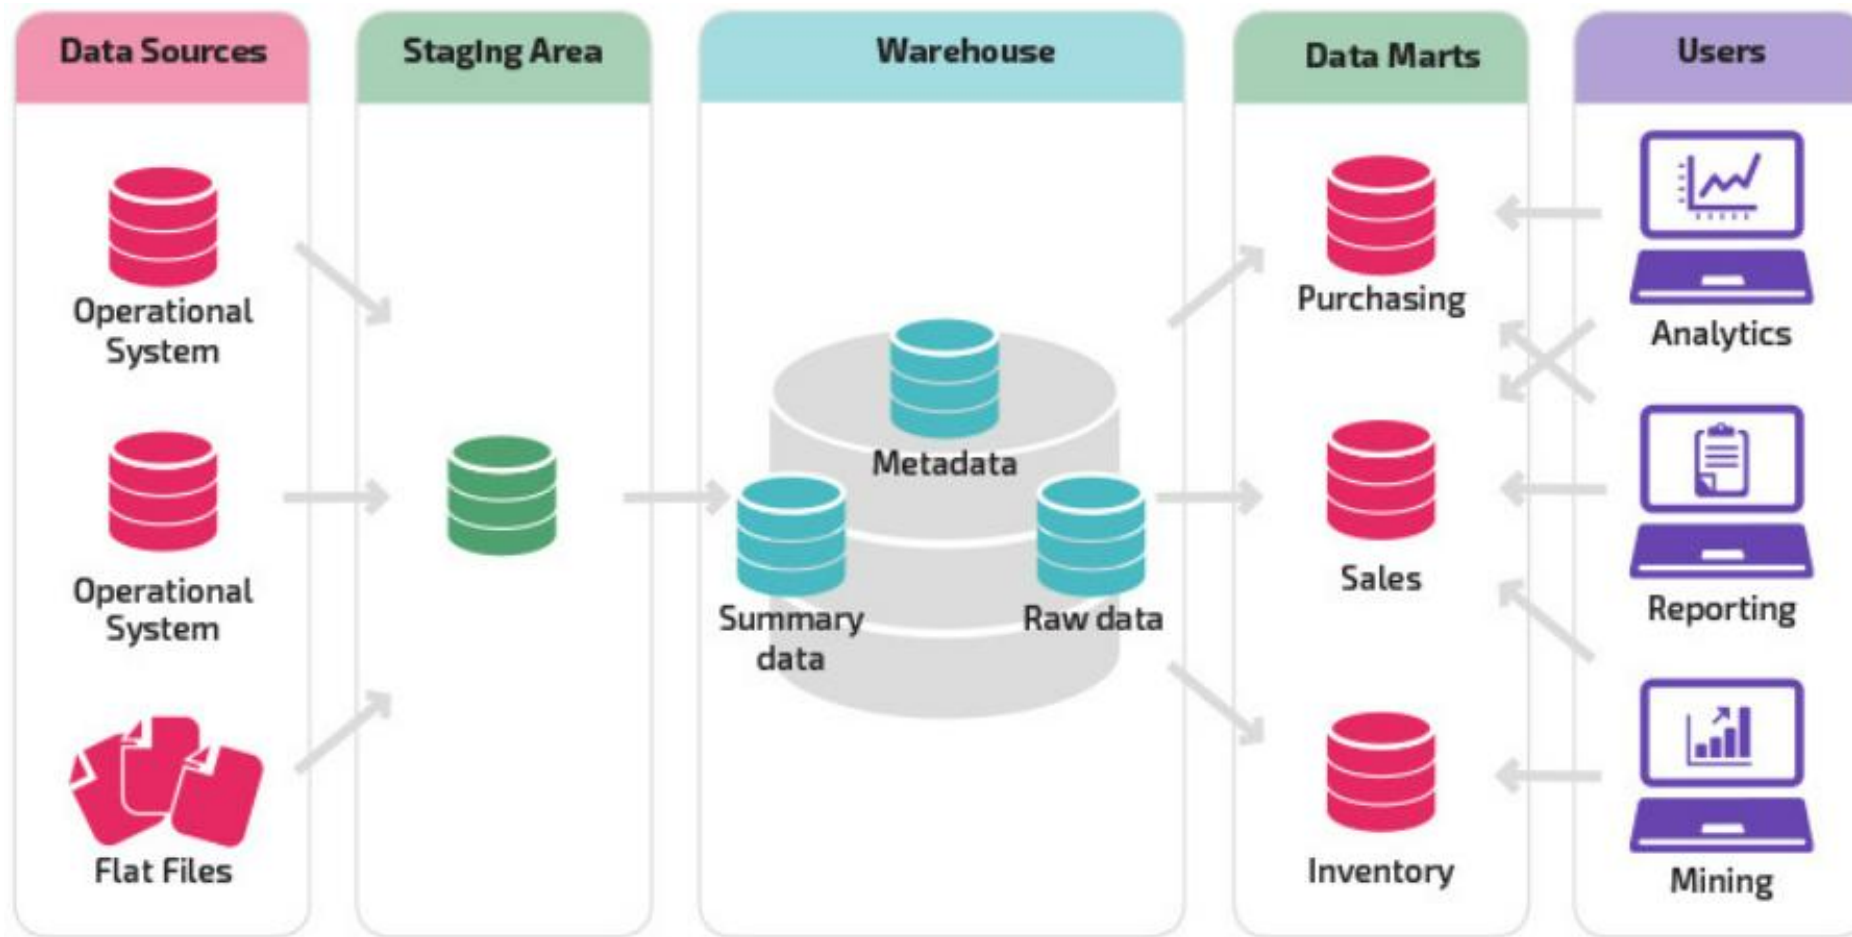 Data Sources
Staging Area
Warehouse
Data Marts
Users
Operational
System
Operational
System
Flat Files
Metadata
Summary
data
Raw data
Purchasing
Sales
Inventory
Analytics
Reporting
Mining